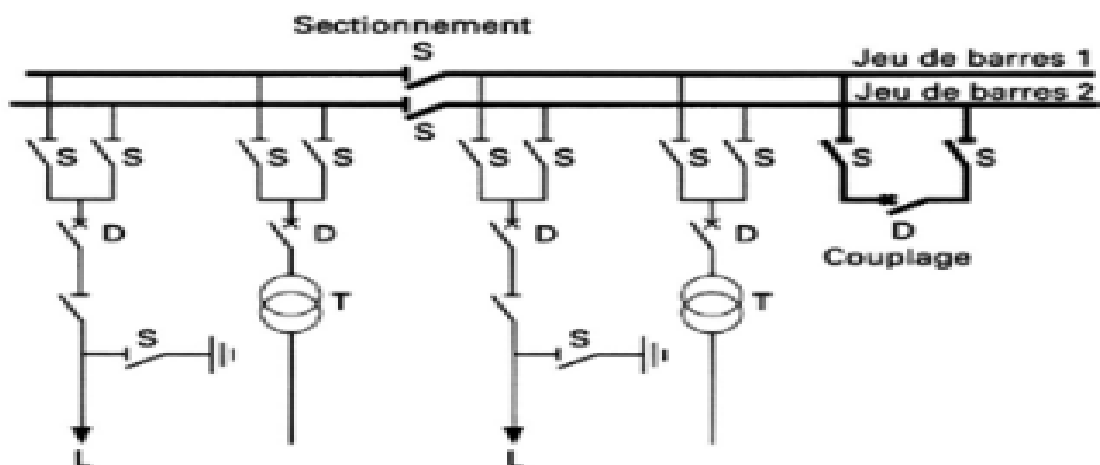 Sectionnement
S
Jeu de barres 1
Jeu de barres 2
S
S S S S S S S S S S
D D D D D
Couplage
T T
S S
L L